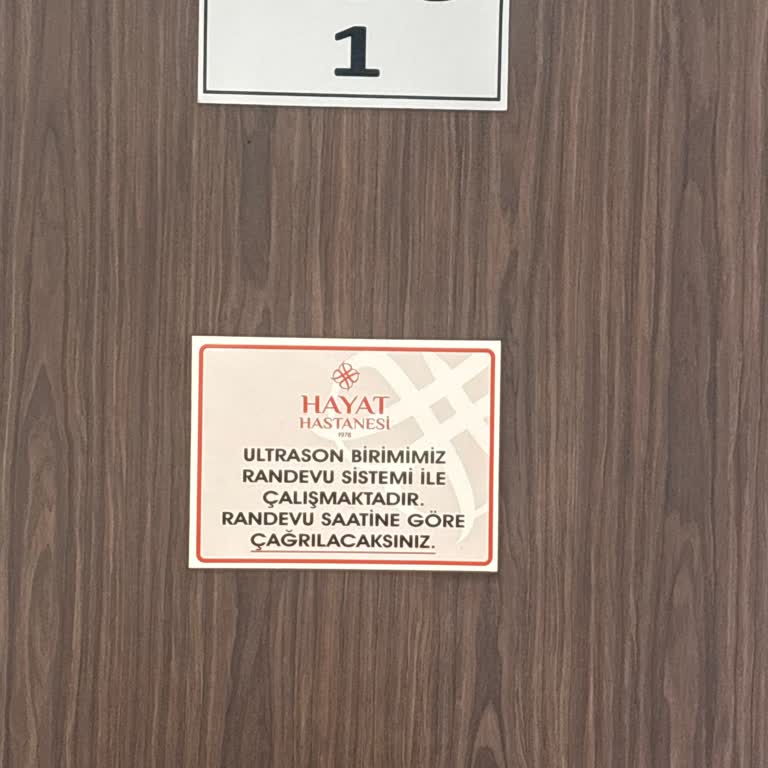 1
HAYAT
HASTANESİ
1978
ULTRASON BİRİMİMİZ
RANDEVU SİSTEMİ İLE
ÇALIŞMAKTADIR.
RANDEVU SAATİNE GÖRE
ÇAĞRILACAKSINIZ.